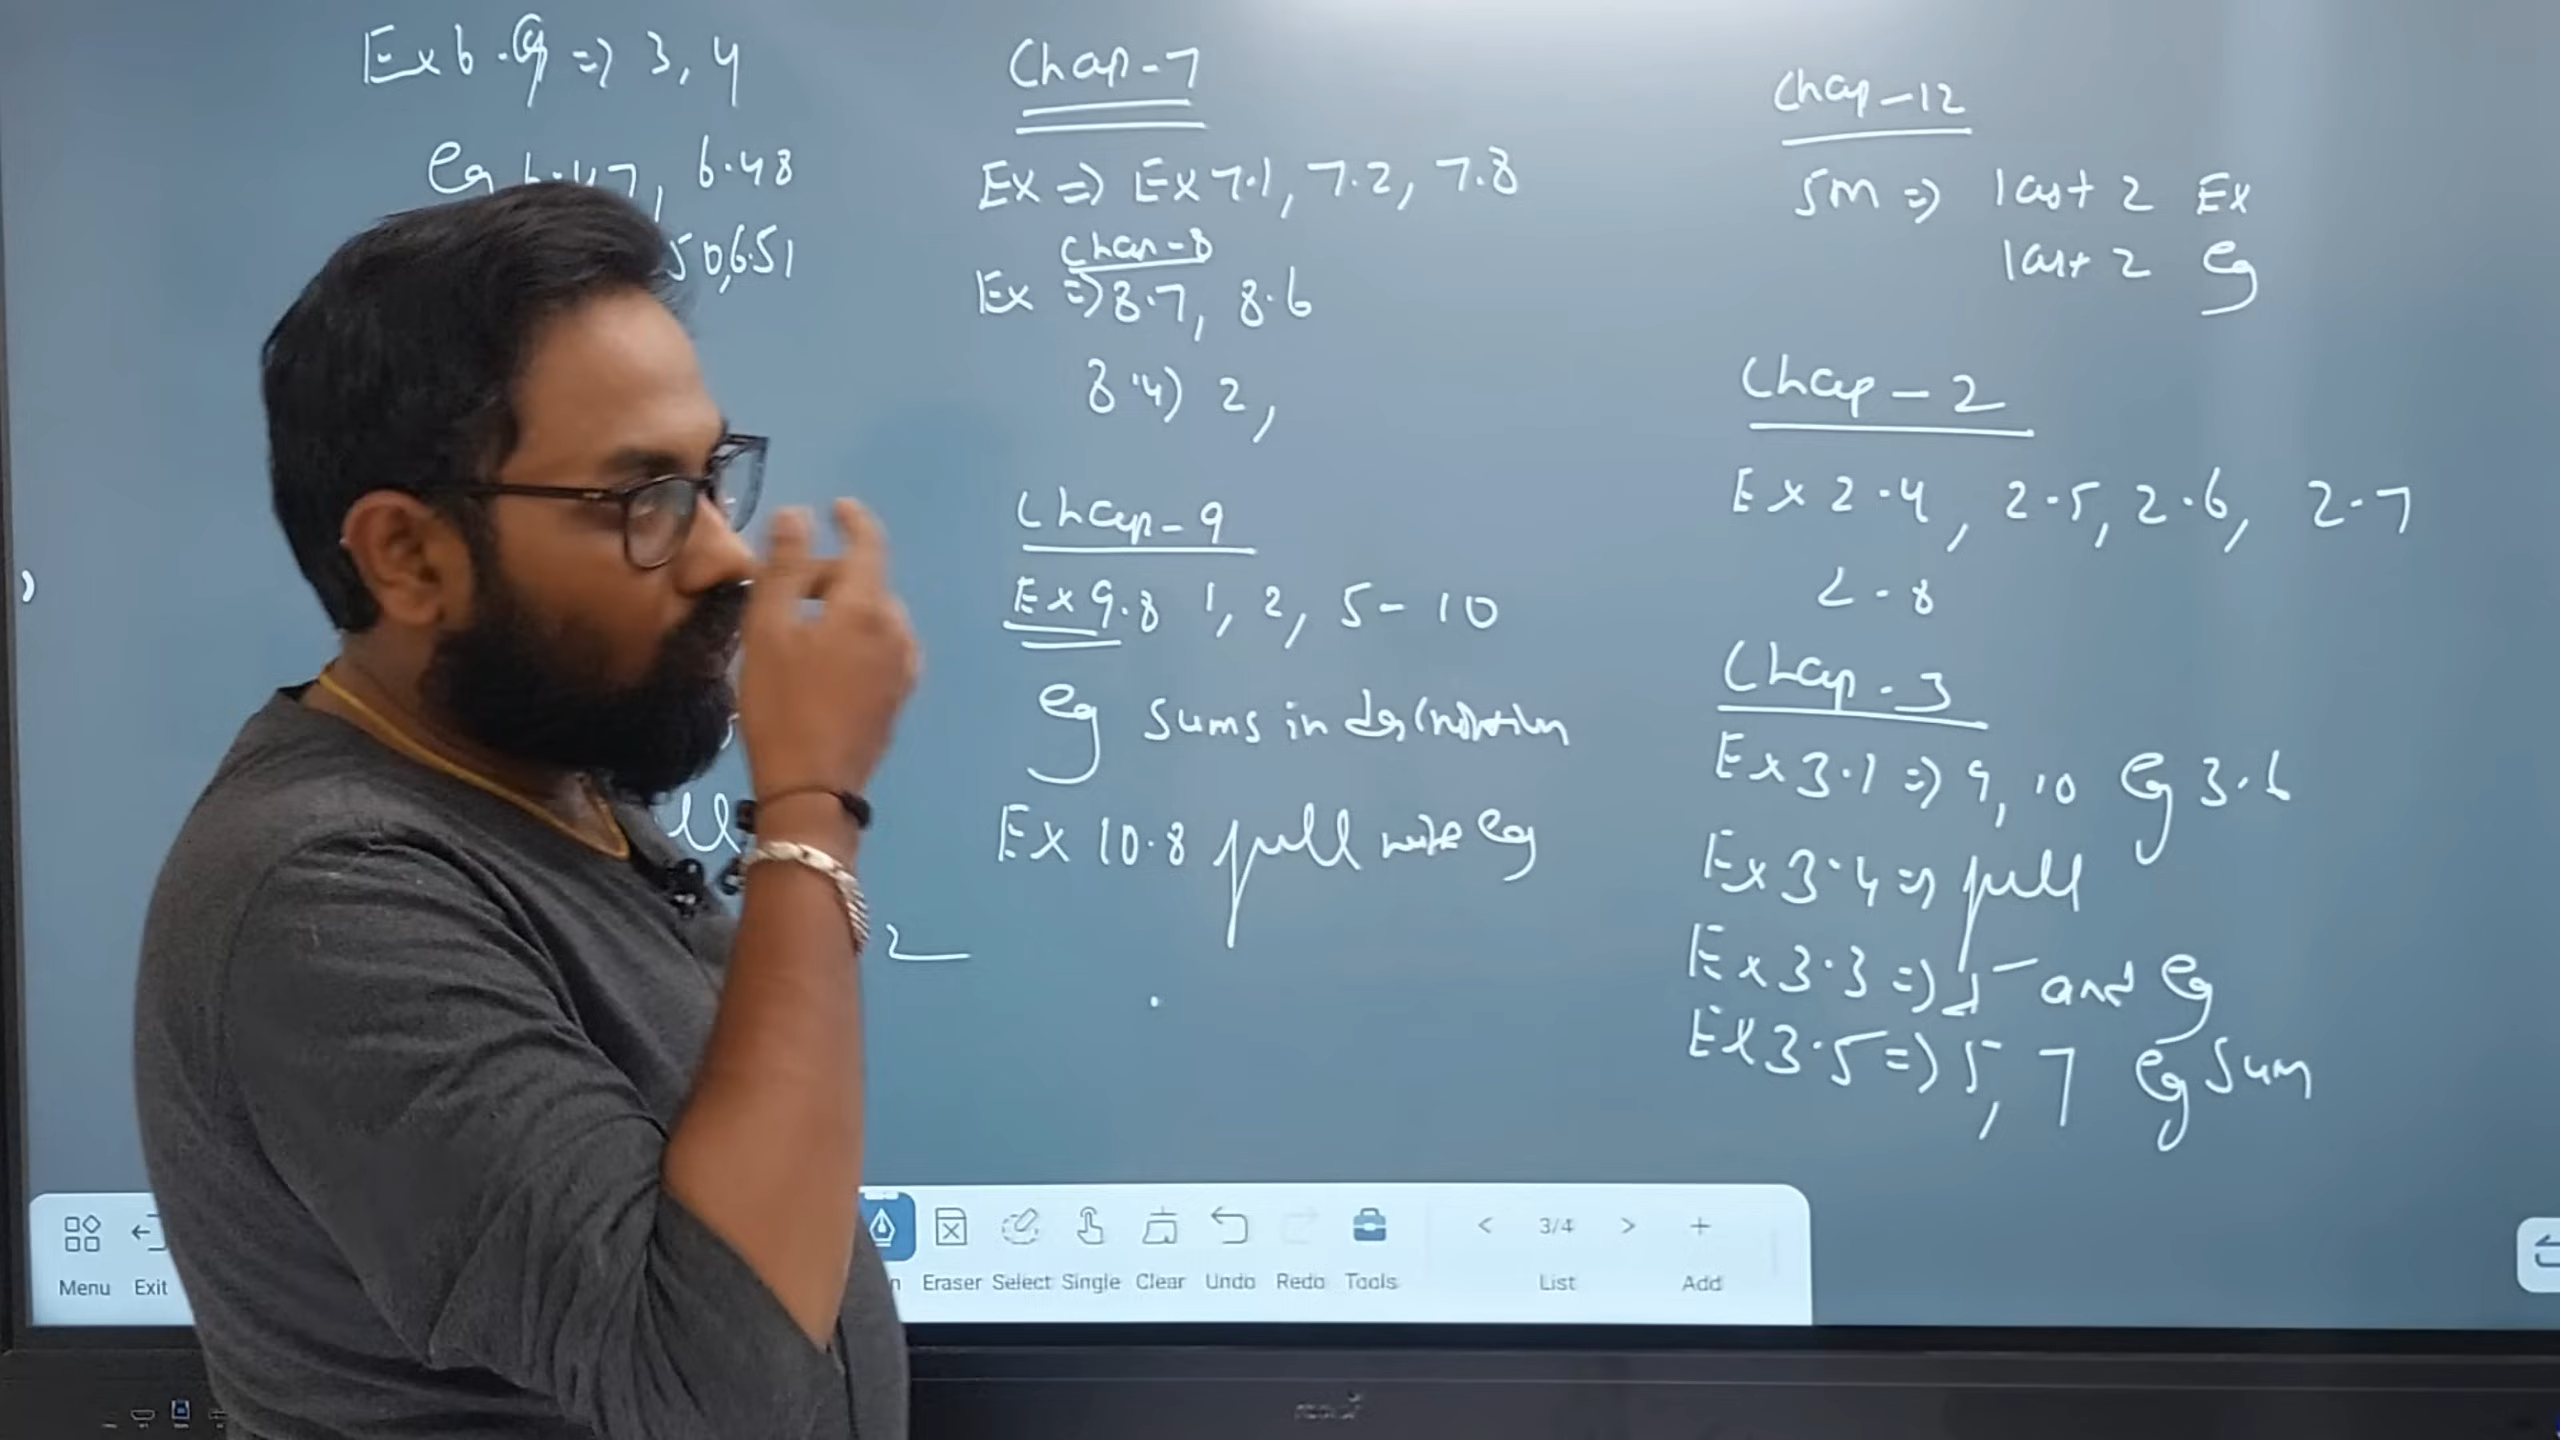 Ex 6.9 => 3, 4
Eg 6.47, 6.48
50, 6.51
Chap-7
Ex => Ex 7.1, 7.2, 7.8
Chap-8
Ex => 8.7, 8.6
8.4) 2,
Chap-9
Ex 9.8 1, 2, 5-10
Eg sums in
Ex 10.8 full with eg
Chap-12
5m => last 2 Ex
last 2 Eg
Chap-2
Ex 2.4, 2.5, 2.6, 2.7
2.8
Chap-3
Ex 3.1 => 9, 10 Eg 3.6
Ex 3.4 => full
Ex 3.3 => and Eg
Ex 3.5 => 5, 7 Eg Sum
Menu Exit Eraser Select Single Clear Undo Redo Tools < 3/4 > List + Add